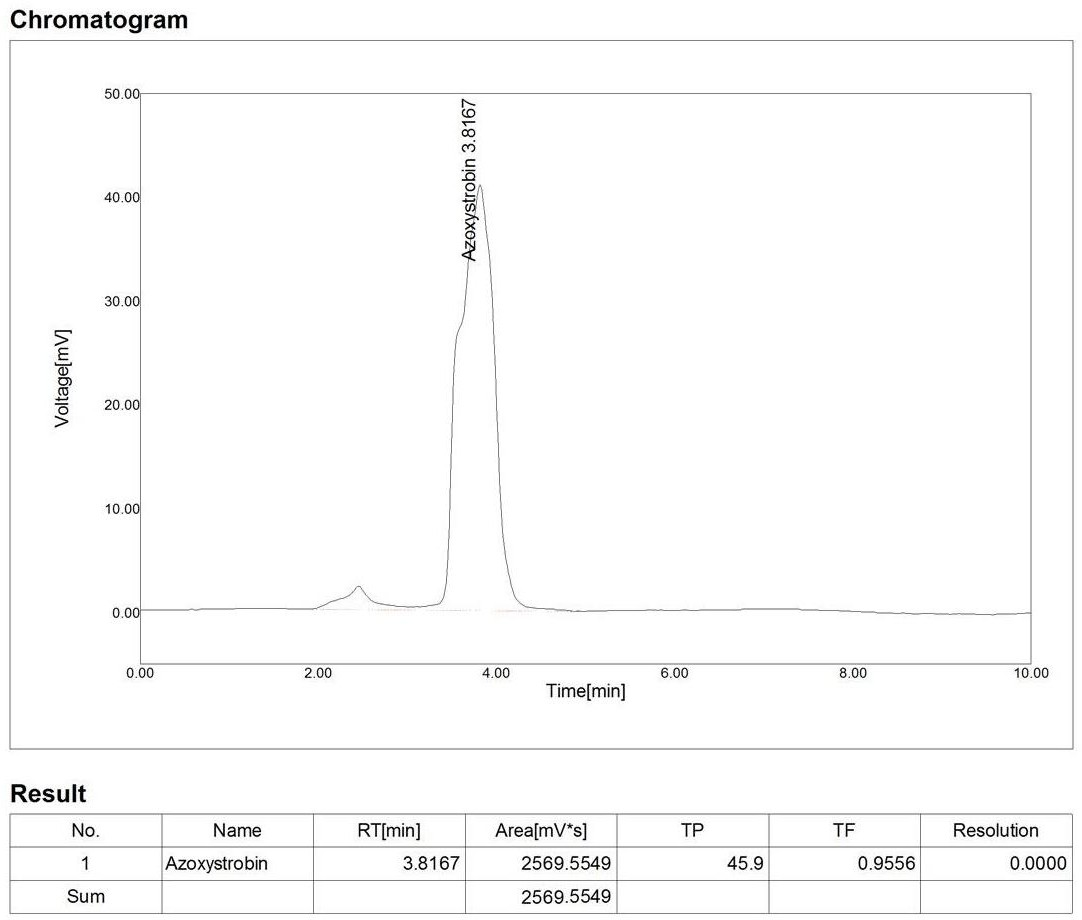 Chromatogram
50.00
40.00
30.00
20.00
10.00
0.00
Voltage[mV]
Azoxystrobin 3.8167
0.00 2.00 4.00 6.00 8.00 10.00
Time[min]
Result
No. Name RT[min] Area[mV*s] TP TF Resolution
1 Azoxystrobin 3.8167 2569.5549 45.9 0.9556 0.0000
Sum 2569.5549